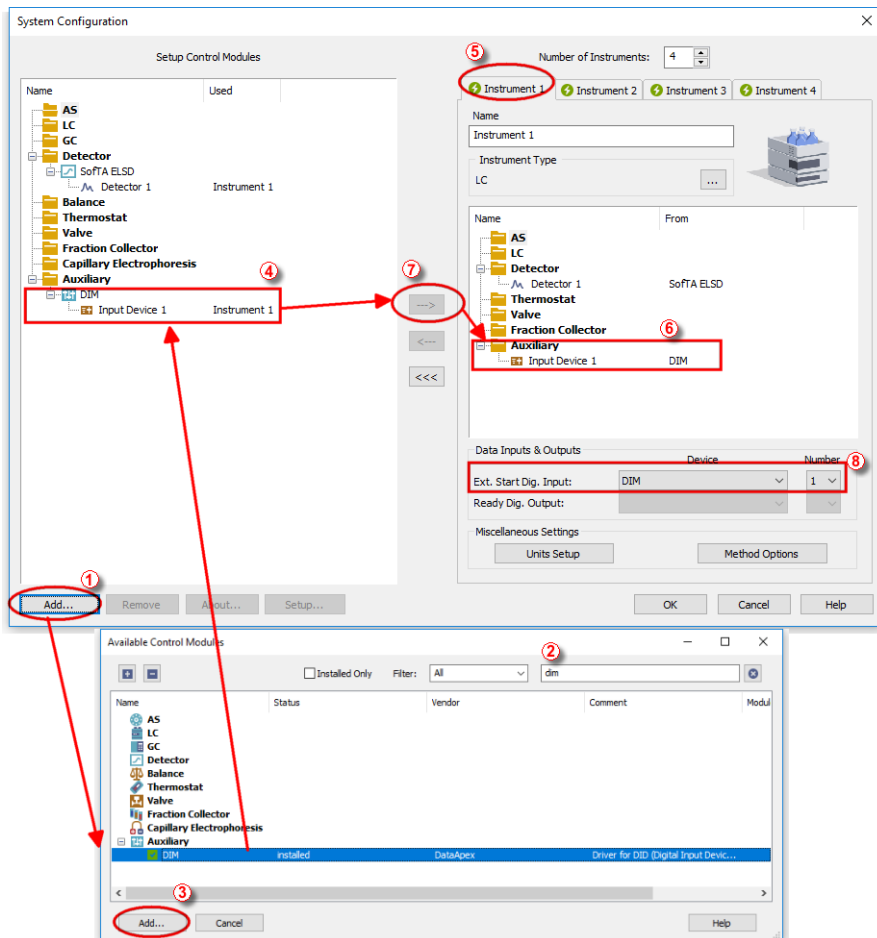 System Configuration
Setup Control Modules
Name Used
AS
LC
GC
Detector
SofTA ELSD
Detector 1 Instrument 1
Balance
Thermostat
Valve
Fraction Collector
Capillary Electrophoresis
④
Auxiliary
DIM
Input Device 1 Instrument 1
⑦
--->
<---
<<<
⑤
Number of Instruments: 4
Instrument 1 Instrument 2 Instrument 3 Instrument 4
Name
Instrument 1
Instrument Type
LC ...
Name From
AS
LC
Detector
Detector 1 SofTA ELSD
Thermostat
Valve
Fraction Collector
⑥
Auxiliary
Input Device 1 DIM
Data Inputs & Outputs
Device Number
⑧
Ext. Start Dig. Input: DIM 1
Ready Dig. Output:
Miscellaneous Settings
Units Setup Method Options
①
Add... Remove About... Setup... OK Cancel Help
Available Control Modules
②
Installed Only Filter: All dim
Name Status Vendor Comment Modul
AS
LC
GC
Detector
Balance
Thermostat
Valve
Fraction Collector
Capillary Electrophoresis
Auxiliary
DIM installed DataApex Driver for DID (Digital Input Devic...
③
Add... Cancel Help